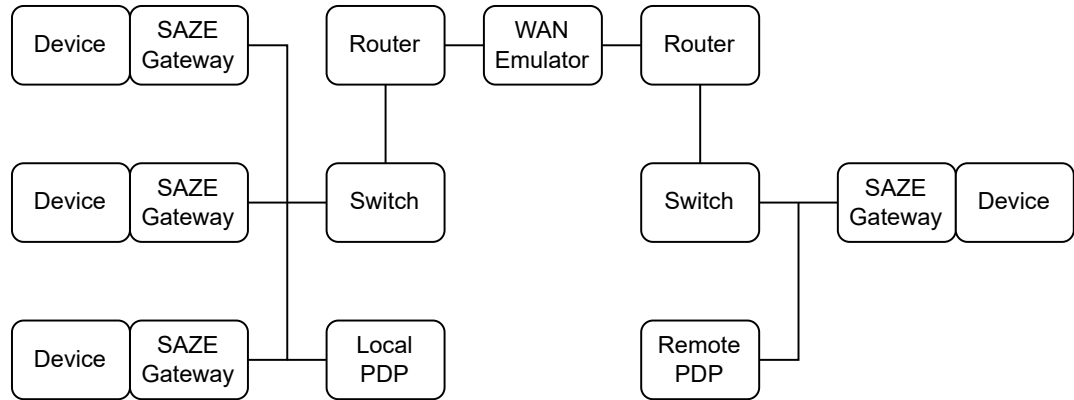 Device
SAZE
Gateway
Router
WAN
Emulator
Router
Device
SAZE
Gateway
Switch
Switch
SAZE
Gateway
Device
Device
SAZE
Gateway
Local
PDP
Remote
PDP